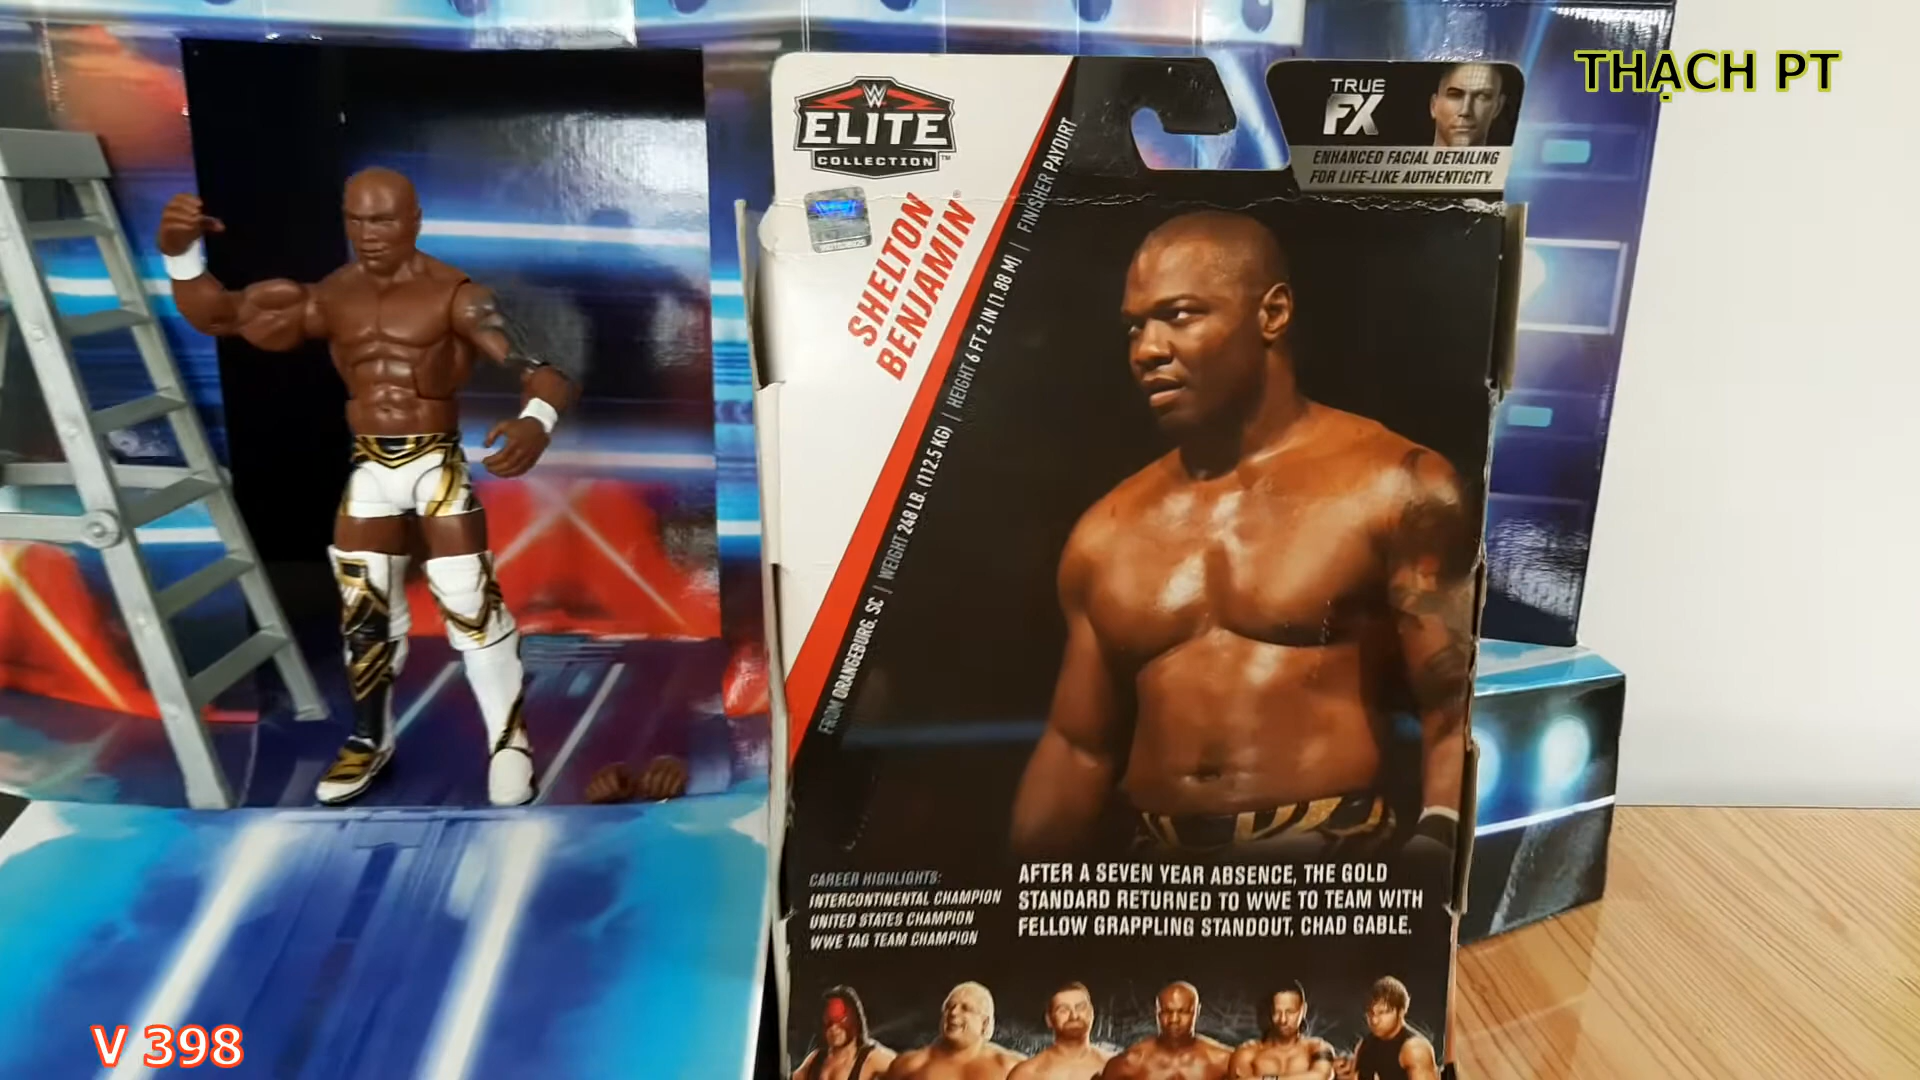 THẠCH PT
W
ELITE
COLLECTION™
TRUE
FX
ENHANCED FACIAL DETAILING
FOR LIFE-LIKE AUTHENTICITY.
SHELTON
BENJAMIN®
FROM ORANGEBURG, SC | WEIGHT 248 LB. (112.5 KG) | HEIGHT 6 FT 2 IN (1.88 M) | FINISHER PAYDIRT
CAREER HIGHLIGHTS:
INTERCONTINENTAL CHAMPION
UNITED STATES CHAMPION
WWE TAG TEAM CHAMPION
AFTER A SEVEN YEAR ABSENCE, THE GOLD
STANDARD RETURNED TO WWE TO TEAM WITH
FELLOW GRAPPLING STANDOUT, CHAD GABLE.
V 398